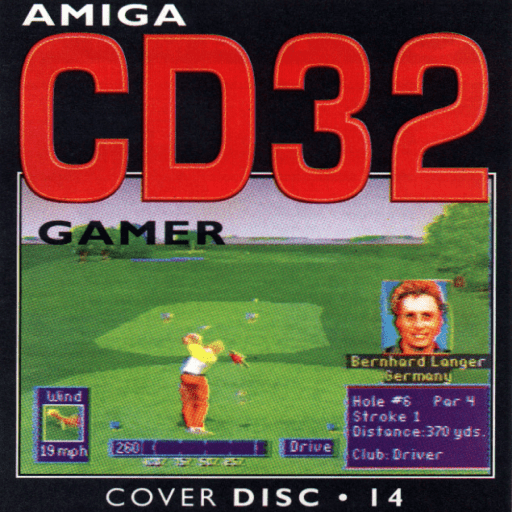 AMIGA
CD32
GAMER
Bernhard Langer
Germany
Wind
19 mph
260
Drive
Hole #6 Par 4
Stroke 1
Distance:370 yds.
Club: Driver
COVER DISC • 14